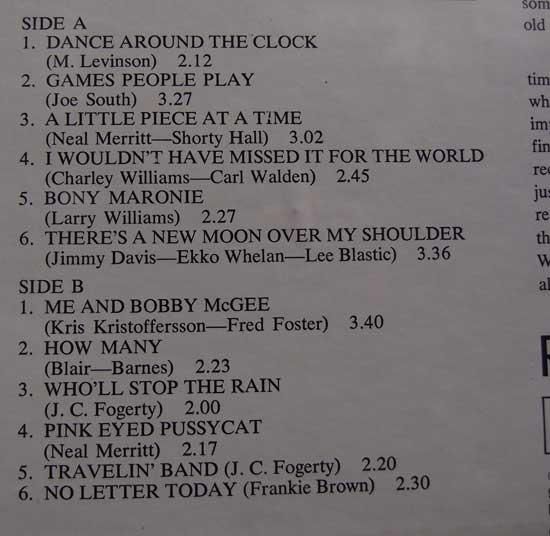 SIDE A
1. DANCE AROUND THE CLOCK
(M. Levinson) 2.12
2. GAMES PEOPLE PLAY
(Joe South) 3.27
3. A LITTLE PIECE AT A TIME
(Neal Merritt—Shorty Hall) 3.02
4. I WOULDN'T HAVE MISSED IT FOR THE WORLD
(Charley Williams—Carl Walden) 2.45
5. BONY MARONIE
(Larry Williams) 2.27
6. THERE'S A NEW MOON OVER MY SHOULDER
(Jimmy Davis—Ekko Whelan—Lee Blastic) 3.36
SIDE B
1. ME AND BOBBY McGEE
(Kris Kristoffersson—Fred Foster) 3.40
2. HOW MANY
(Blair—Barnes) 2.23
3. WHO'LL STOP THE RAIN
(J. C. Fogerty) 2.00
4. PINK EYED PUSSYCAT
(Neal Merritt) 2.17
5. TRAVELIN' BAND (J. C. Fogerty) 2.20
6. NO LETTER TODAY (Frankie Brown) 2.30
old